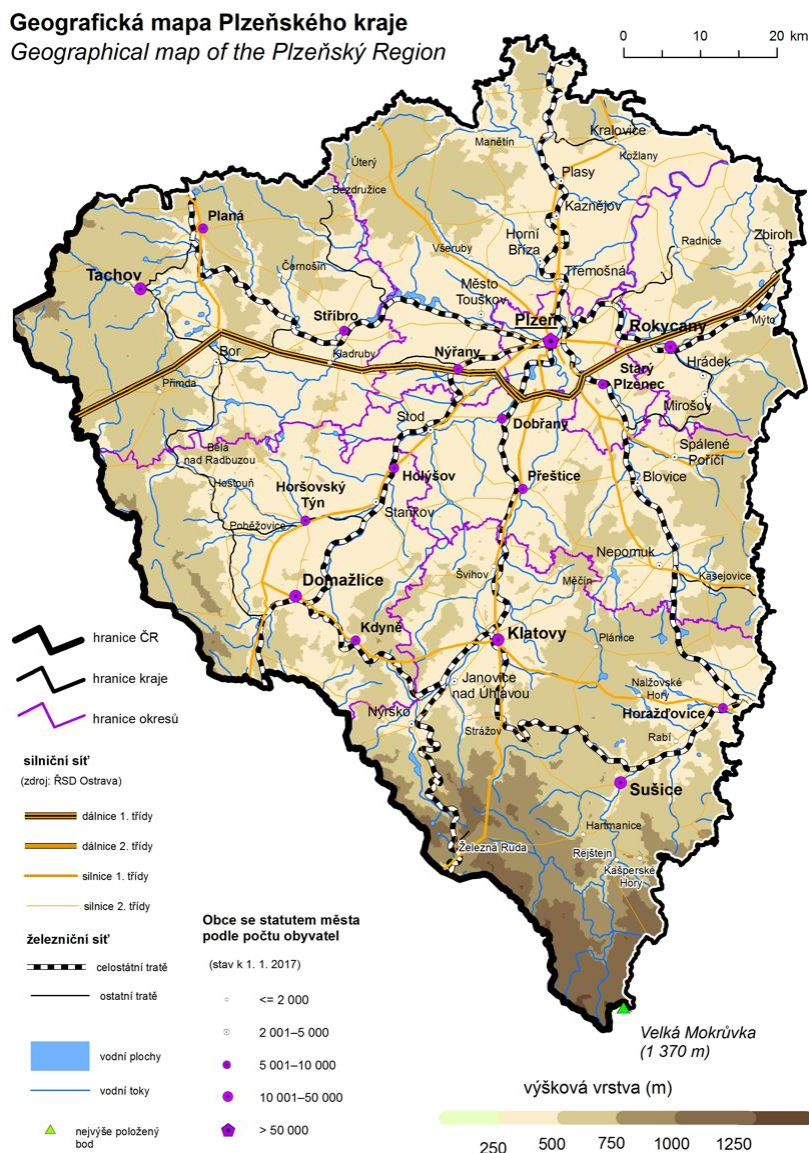 Geografická mapa Plzeňského kraje
Geographical map of the Plzeňský Region
0 10 20 km
Kralovice
Manětín
Kožlany
Úterý
Plasy
Bezdružice
Kaznějov
Planá
Horní
Bříza
Radnice
Zbiroh
Všeruby
Černošín
Třemošná
Tachov
Město
Touškov
Stříbro
Plzeň
Rokycany
Mýto
Bor
Kladruby
Nýřany
Hrádek
Starý
Plzenec
Přimda
Mirošov
Stod
Dobřany
Spálené
Poříčí
Bělá
nad Radbuzou
Holýšov
Přeštice
Blovice
Hostouň
Horšovský
Týn
Staňkov
Poběžovice
Nepomuk
Švihov
Měčín
Kasejovice
Domažlice
Kdyně
Klatovy
Plánice
Janovice
nad Úhlavou
Nalžovské
Hory
Nýrsko
Horažďovice
Strážov
Rabí
Sušice
Hartmanice
Železná Ruda
Rejštejn
Kašperské
Hory
Velká Mokrůvka
(1 370 m)
hranice ČR
hranice kraje
hranice okresů
silniční síť
(zdroj: ŘSD Ostrava)
dálnice 1. třídy
dálnice 2. třídy
silnice 1. třídy
silnice 2. třídy
železniční síť
celostátní tratě
ostatní tratě
vodní plochy
vodní toky
nejvýše položený
bod
Obce se statutem města
podle počtu obyvatel
(stav k 1. 1. 2017)
<= 2 000
2 001–5 000
5 001–10 000
10 001–50 000
> 50 000
výšková vrstva (m)
250 500 750 1000 1250